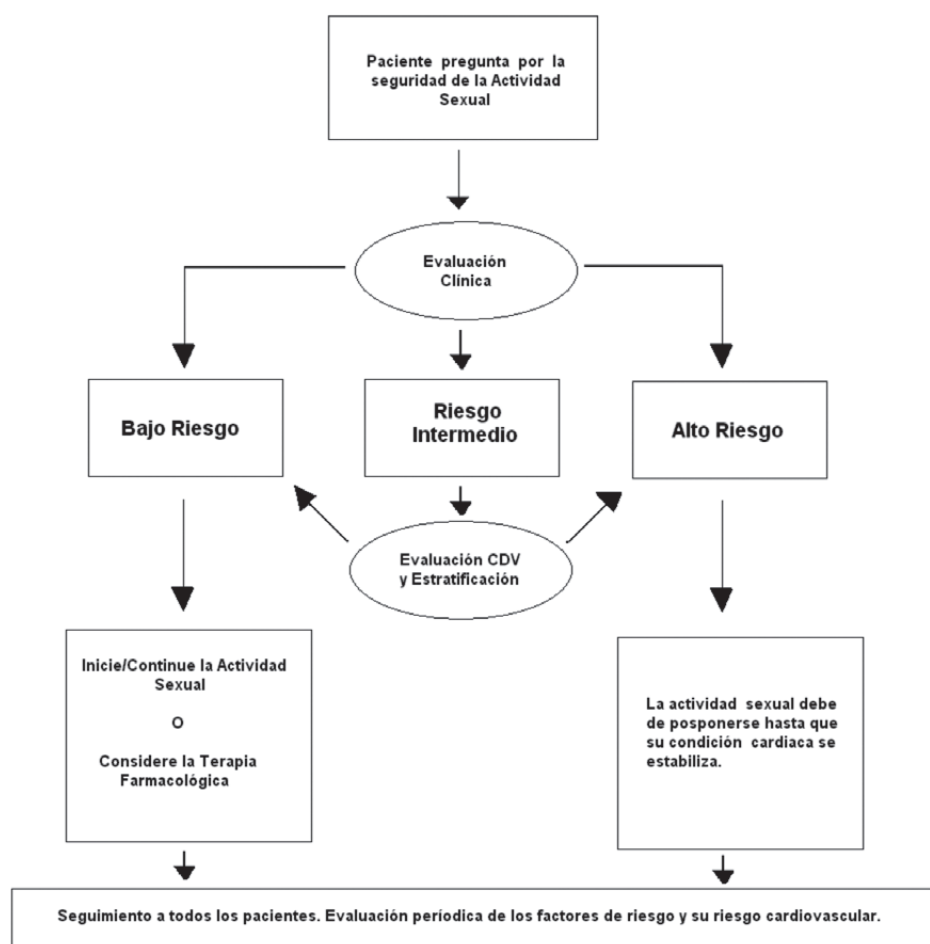 Paciente pregunta por la
seguridad de la Actividad
Sexual
Evaluación
Clínica
Bajo Riesgo
Riesgo
Intermedio
Alto Riesgo
Evaluación CDV
y Estratificación
Inicie/Continue la Actividad
Sexual
O
Considere la Terapia
Farmacológica
La actividad sexual debe
de posponerse hasta que
su condición cardiaca se
estabiliza.
Seguimiento a todos los pacientes. Evaluación períodica de los factores de riesgo y su riesgo cardiovascular.